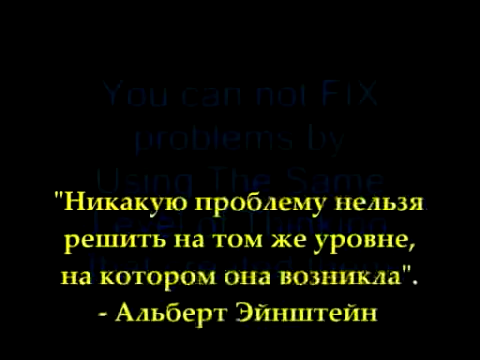 You can not FIX
problems by
Using The Same
"Никакую проблему нельзя
решить на том же уровне,
на котором она возникла".
- Альберт Эйнштейн